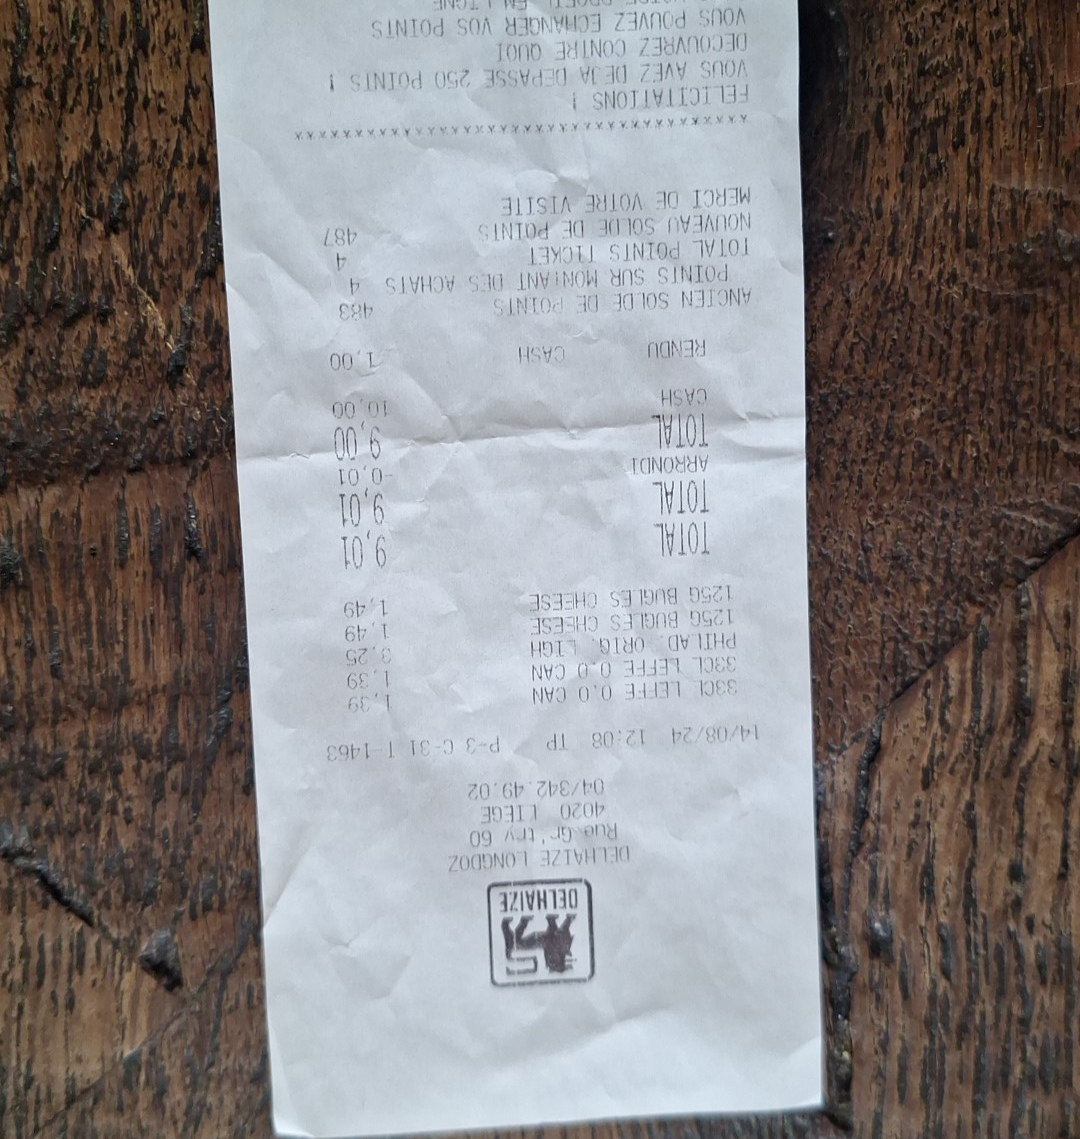 DELHAIZE
DELHAIZE LONGDOZ
Rue Gr'try 60
4020 LIEGE
04/342.49.02
14/08/24 12:08 TP P-3 C-31 T-1463
33CL LEFFE 0.0 CAN 1,39
33CL LEFFE 0.0 CAN 1,39
PHILAD. ORIG. LIGH 3,25
125G BUGLES CHEESE 1,49
125G BUGLES CHEESE 1,49
TOTAL 9,01
TOTAL 9,01
ARRONDI -0,01
TOTAL 9,00
CASH 10,00
RENDU CASH -1,00
ANCIEN SOLDE DE POINTS 483
POINTS SUR MONTANT DES ACHATS 4
TOTAL POINTS TICKET 4
NOUVEAU SOLDE DE POINTS 487
MERCI DE VOTRE VISITE
************************************
FELICITATIONS !
VOUS AVEZ DEJA DEPASSE 250 POINTS !
DECOUVREZ CONTRE QUOI
VOUS POUVEZ ECHANGER VOS POINTS
EN LIGNE